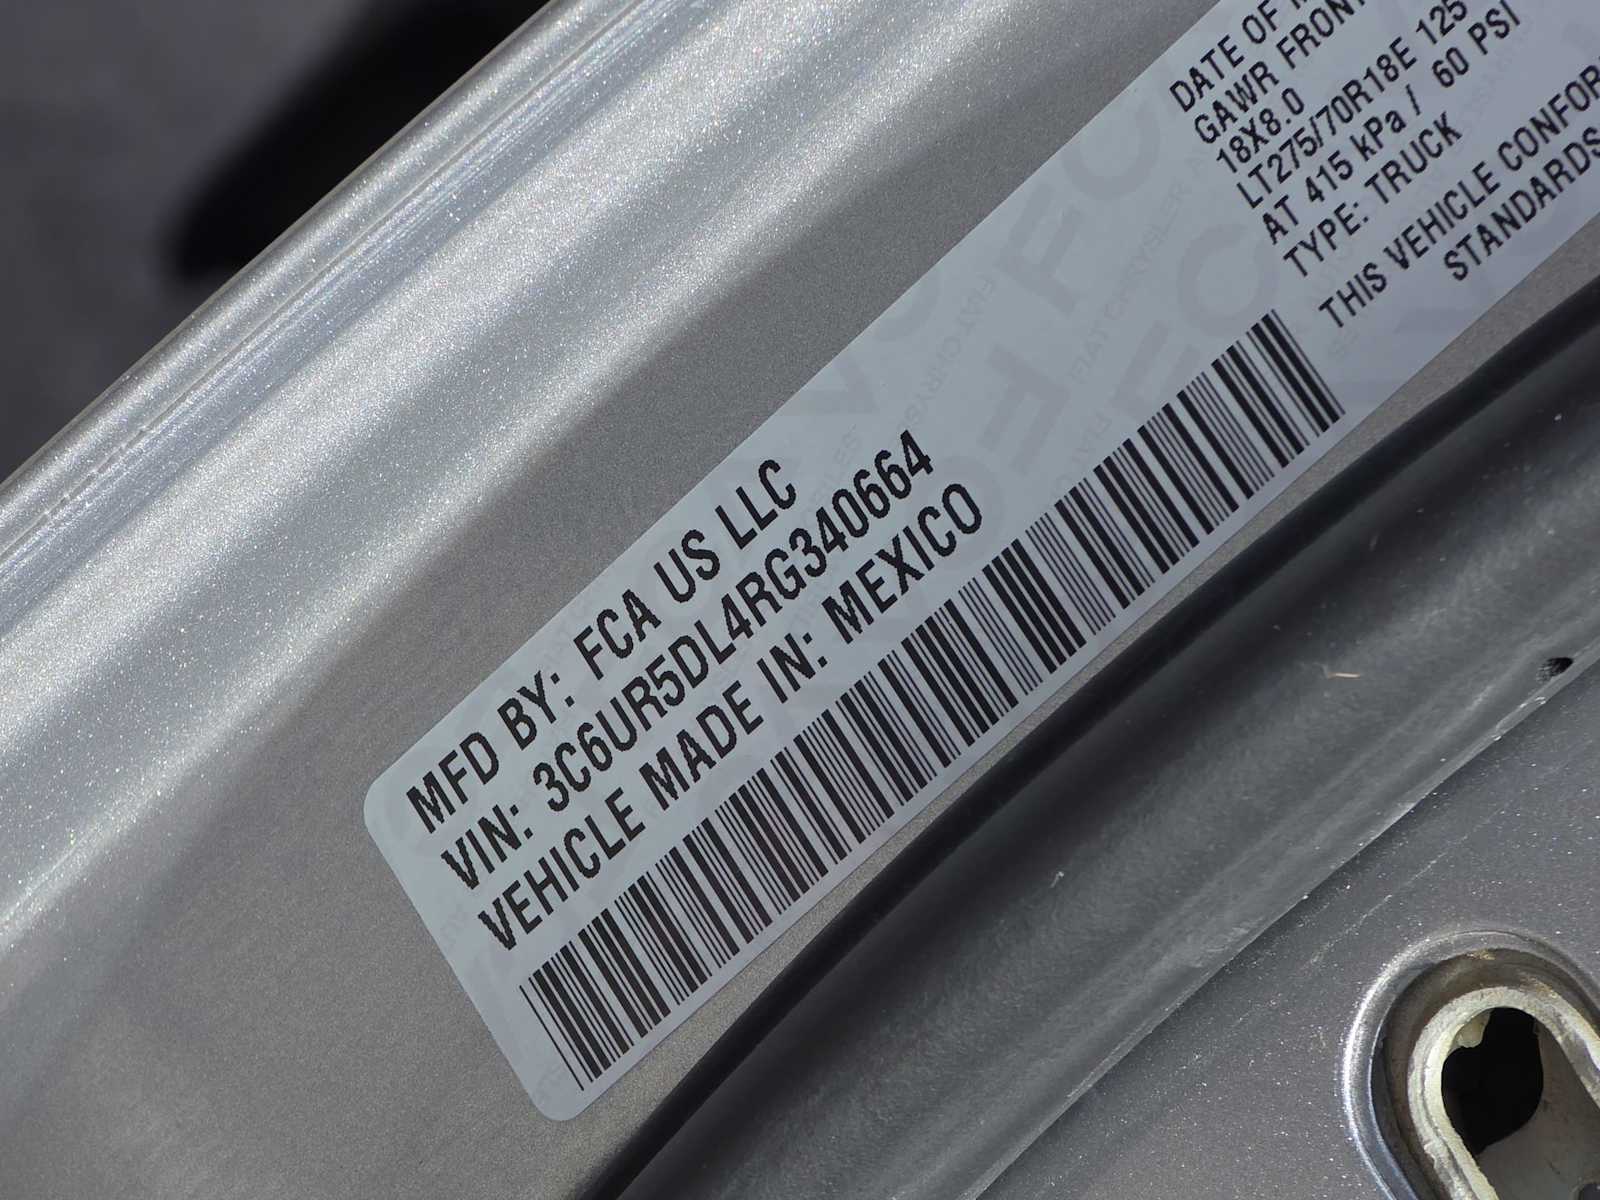 MFD BY: FCA US LLC
VIN: 3C6UR5DL4RG340664
VEHICLE MADE IN: MEXICO
DATE OF
GAWR FRONT
18X8.0
LT275/70R18E 125
AT 415 kPa / 60 PSI
TYPE: TRUCK
THIS VEHICLE
STANDARDS